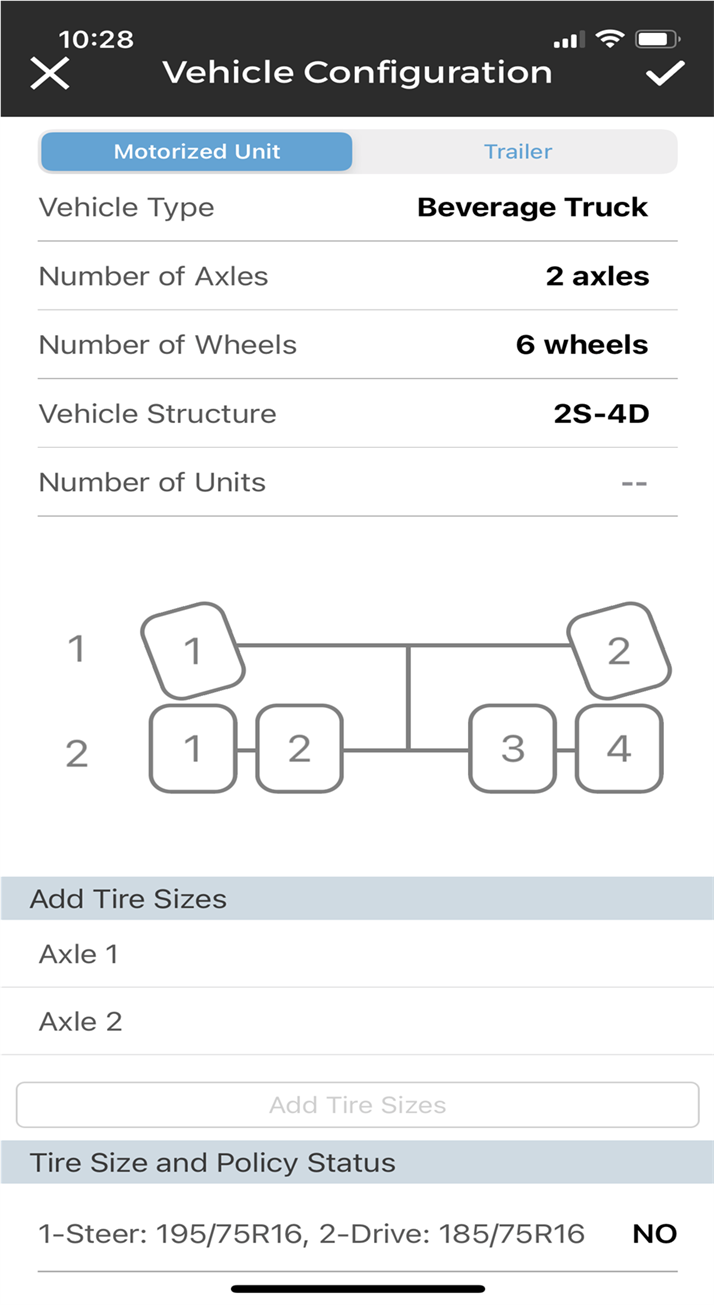 10:28
Vehicle Configuration
Motorized Unit Trailer
Vehicle Type Beverage Truck
Number of Axles 2 axles
Number of Wheels 6 wheels
Vehicle Structure 2S-4D
Number of Units --
1 1 2
2 1 2 3 4
Add Tire Sizes
Axle 1
Axle 2
Add Tire Sizes
Tire Size and Policy Status
1-Steer: 195/75R16, 2-Drive: 185/75R16 NO